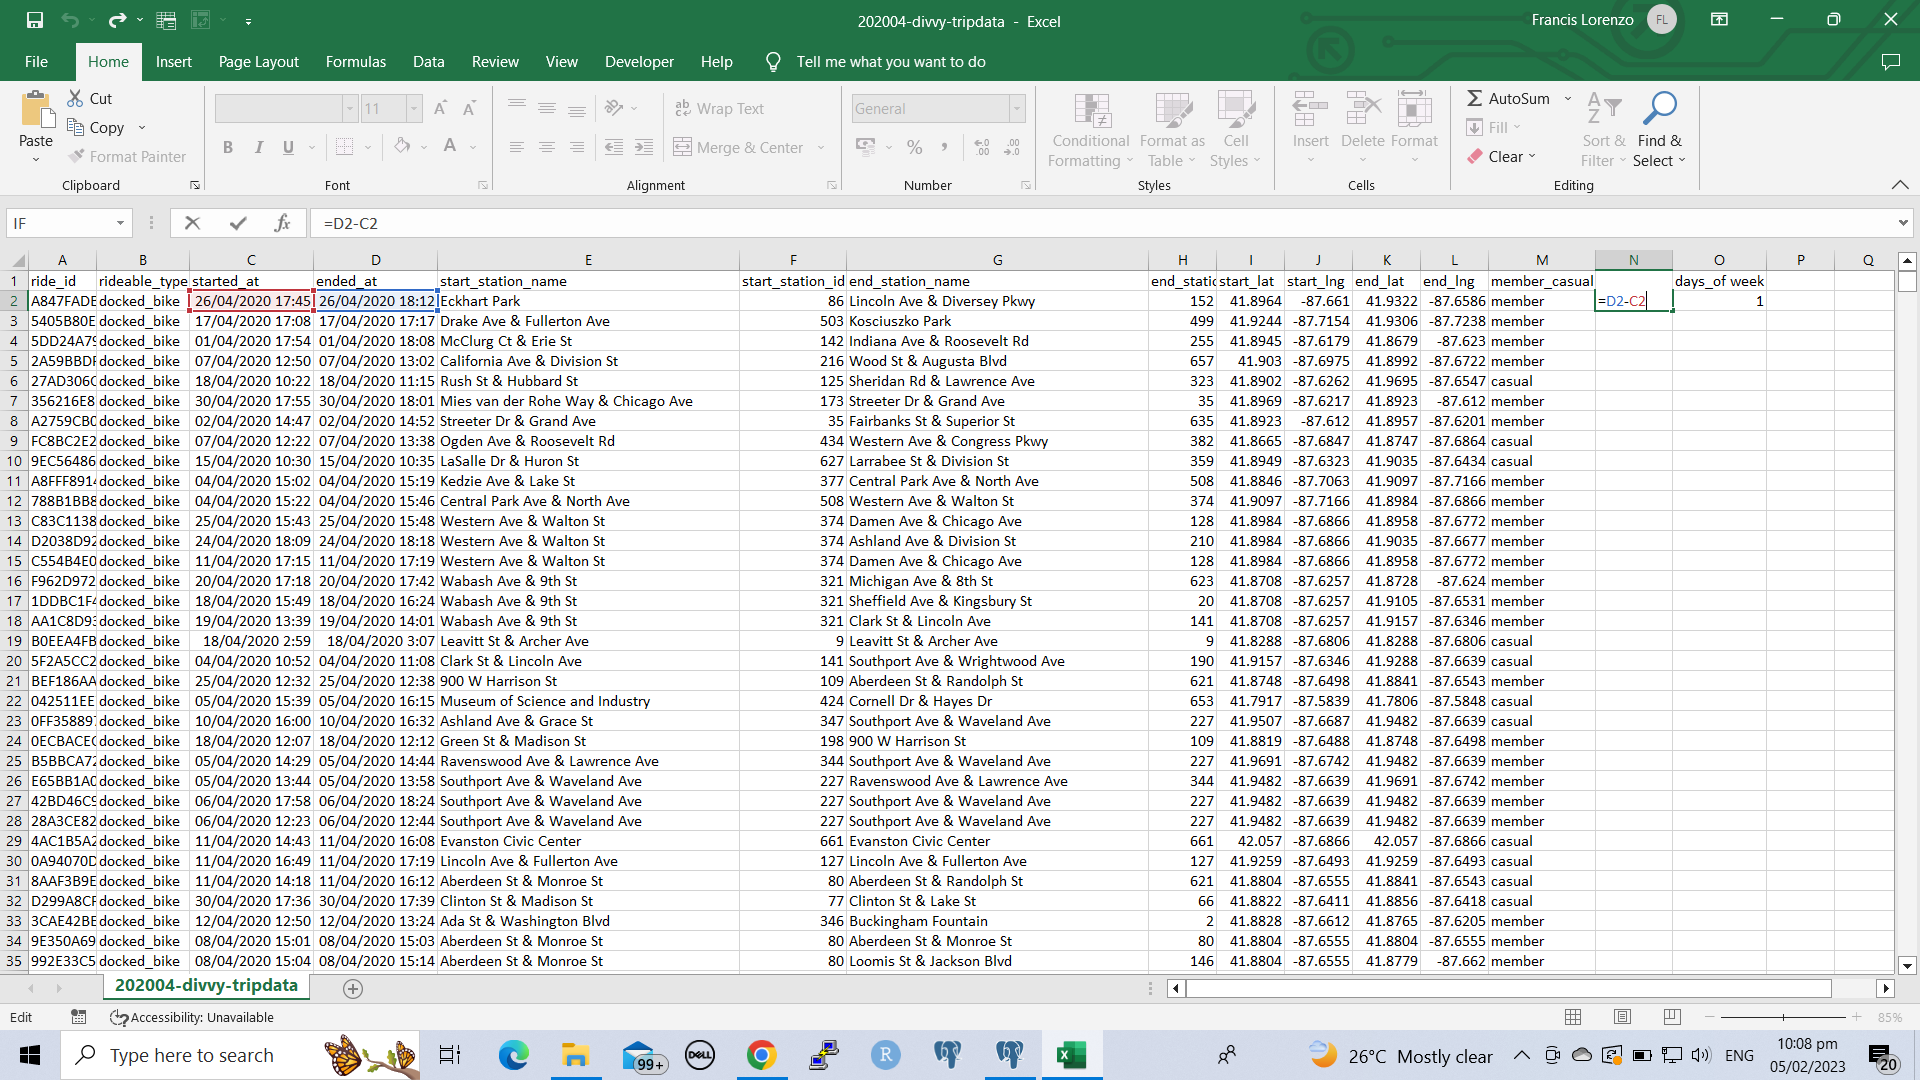 202004-divvy-tripdata - Excel
Francis Lorenzo FL
File Home Insert Page Layout Formulas Data Review View Developer Help Tell me what you want to do
Paste Cut Copy Format Painter Clipboard
11 B I U Font
Wrap Text Merge & Center Alignment
General % , Number
Conditional Formatting Format as Table Cell Styles Styles
Insert Delete Format Cells
AutoSum Fill Clear Sort & Filter Find & Select Editing
IF fx =D2-C2
A B C D E F G H I J K L M N O P Q
1 ride_id rideable_type started_at ended_at start_station_name start_station_id end_station_name end_static start_lat start_lng end_lat end_lng member_casual days_of week
2 A847FADE docked_bike 26/04/2020 17:45 26/04/2020 18:12 Eckhart Park 86 Lincoln Ave & Diversey Pkwy 152 41.8964 -87.661 41.9322 -87.6586 member =D2-C2 1
3 5405B80E docked_bike 17/04/2020 17:08 17/04/2020 17:17 Drake Ave & Fullerton Ave 503 Kosciuszko Park 499 41.9244 -87.7154 41.9306 -87.7238 member
4 5DD24A79 docked_bike 01/04/2020 17:54 01/04/2020 18:08 McClurg Ct & Erie St 142 Indiana Ave & Roosevelt Rd 255 41.8945 -87.6179 41.8679 -87.623 member
5 2A59BBDF docked_bike 07/04/2020 12:50 07/04/2020 13:02 California Ave & Division St 216 Wood St & Augusta Blvd 657 41.903 -87.6975 41.8992 -87.6722 member
6 27AD306C docked_bike 18/04/2020 10:22 18/04/2020 11:15 Rush St & Hubbard St 125 Sheridan Rd & Lawrence Ave 323 41.8902 -87.6262 41.9695 -87.6547 casual
7 356216E8 docked_bike 30/04/2020 17:55 30/04/2020 18:01 Mies van der Rohe Way & Chicago Ave 173 Streeter Dr & Grand Ave 35 41.8969 -87.6217 41.8923 -87.612 member
8 A2759CB0 docked_bike 02/04/2020 14:47 02/04/2020 14:52 Streeter Dr & Grand Ave 35 Fairbanks St & Superior St 635 41.8923 -87.612 41.8957 -87.6201 member
9 FC8BC2E2 docked_bike 07/04/2020 12:22 07/04/2020 13:38 Ogden Ave & Roosevelt Rd 434 Western Ave & Congress Pkwy 382 41.8665 -87.6847 41.8747 -87.6864 casual
10 9EC56486 docked_bike 15/04/2020 10:30 15/04/2020 10:35 LaSalle Dr & Huron St 627 Larrabee St & Division St 359 41.8949 -87.6323 41.9035 -87.6434 casual
11 A8FFF891 docked_bike 04/04/2020 15:02 04/04/2020 15:19 Kedzie Ave & Lake St 377 Central Park Ave & North Ave 508 41.8846 -87.7063 41.9097 -87.7166 member
12 788B1BB8 docked_bike 04/04/2020 15:22 04/04/2020 15:46 Central Park Ave & North Ave 508 Western Ave & Walton St 374 41.9097 -87.7166 41.8984 -87.6866 member
13 C83C1138 docked_bike 25/04/2020 15:43 25/04/2020 15:48 Western Ave & Walton St 374 Damen Ave & Chicago Ave 128 41.8984 -87.6866 41.8958 -87.6772 member
14 D2038D92 docked_bike 24/04/2020 18:09 24/04/2020 18:18 Western Ave & Walton St 374 Ashland Ave & Division St 210 41.8984 -87.6866 41.9035 -87.6677 member
15 C554B4E0 docked_bike 11/04/2020 17:15 11/04/2020 17:19 Western Ave & Walton St 374 Damen Ave & Chicago Ave 128 41.8984 -87.6866 41.8958 -87.6772 member
16 F962D972 docked_bike 20/04/2020 17:18 20/04/2020 17:42 Wabash Ave & 9th St 321 Michigan Ave & 8th St 623 41.8708 -87.6257 41.8728 -87.624 member
17 1DDBC1F4 docked_bike 18/04/2020 15:49 18/04/2020 16:24 Wabash Ave & 9th St 321 Sheffield Ave & Kingsbury St 20 41.8708 -87.6257 41.9105 -87.6531 member
18 AA1C8D93 docked_bike 19/04/2020 13:39 19/04/2020 14:01 Wabash Ave & 9th St 321 Clark St & Lincoln Ave 141 41.8708 -87.6257 41.9157 -87.6346 member
19 B0EEA4FB docked_bike 18/04/2020 2:59 18/04/2020 3:07 Leavitt St & Archer Ave 9 Leavitt St & Archer Ave 9 41.8288 -87.6806 41.8288 -87.6806 casual
20 5F2A5CC2 docked_bike 04/04/2020 10:52 04/04/2020 11:08 Clark St & Lincoln Ave 141 Southport Ave & Wrightwood Ave 190 41.9157 -87.6346 41.9288 -87.6639 casual
21 BEF186AA docked_bike 25/04/2020 12:32 25/04/2020 12:38 900 W Harrison St 109 Aberdeen St & Randolph St 621 41.8748 -87.6498 41.8841 -87.6543 member
22 042511EE docked_bike 05/04/2020 15:39 05/04/2020 16:15 Museum of Science and Industry 424 Cornell Dr & Hayes Dr 653 41.7917 -87.5839 41.7806 -87.5848 casual
23 0FF35889 docked_bike 10/04/2020 16:00 10/04/2020 16:32 Ashland Ave & Grace St 347 Southport Ave & Waveland Ave 227 41.9507 -87.6687 41.9482 -87.6639 casual
24 0ECBACEC docked_bike 18/04/2020 12:07 18/04/2020 12:12 Green St & Madison St 198 900 W Harrison St 109 41.8819 -87.6488 41.8748 -87.6498 member
25 B5BBCA72 docked_bike 05/04/2020 14:29 05/04/2020 14:44 Ravenswood Ave & Lawrence Ave 344 Southport Ave & Waveland Ave 227 41.9691 -87.6742 41.9482 -87.6639 member
26 E65BB1A0 docked_bike 05/04/2020 13:44 05/04/2020 13:58 Southport Ave & Waveland Ave 227 Ravenswood Ave & Lawrence Ave 344 41.9482 -87.6639 41.9691 -87.6742 member
27 42BD46C9 docked_bike 06/04/2020 17:58 06/04/2020 18:24 Southport Ave & Waveland Ave 227 Southport Ave & Waveland Ave 227 41.9482 -87.6639 41.9482 -87.6639 member
28 28A3CE82 docked_bike 06/04/2020 12:23 06/04/2020 12:44 Southport Ave & Waveland Ave 227 Southport Ave & Waveland Ave 227 41.9482 -87.6639 41.9482 -87.6639 member
29 4AC1B5A2 docked_bike 11/04/2020 14:43 11/04/2020 16:08 Evanston Civic Center 661 Evanston Civic Center 661 42.057 -87.6866 42.057 -87.6866 casual
30 0A94070D docked_bike 11/04/2020 16:49 11/04/2020 17:19 Lincoln Ave & Fullerton Ave 127 Lincoln Ave & Fullerton Ave 127 41.9259 -87.6493 41.9259 -87.6493 casual
31 8AAF3B9E docked_bike 11/04/2020 14:18 11/04/2020 16:12 Aberdeen St & Monroe St 80 Aberdeen St & Randolph St 621 41.8804 -87.6555 41.8841 -87.6543 casual
32 D299A8CF docked_bike 30/04/2020 17:36 30/04/2020 17:39 Clinton St & Madison St 77 Clinton St & Lake St 66 41.8822 -87.6411 41.8856 -87.6418 casual
33 3CAE42BE docked_bike 12/04/2020 12:50 12/04/2020 13:24 Ada St & Washington Blvd 346 Buckingham Fountain 2 41.8828 -87.6612 41.8765 -87.6205 member
34 9E350A69 docked_bike 08/04/2020 15:01 08/04/2020 15:03 Aberdeen St & Monroe St 80 Aberdeen St & Monroe St 80 41.8804 -87.6555 41.8804 -87.6555 member
35 992E33C5 docked_bike 08/04/2020 15:04 08/04/2020 15:14 Aberdeen St & Monroe St 80 Loomis St & Jackson Blvd 146 41.8804 -87.6555 41.8779 -87.662 member
202004-divvy-tripdata
Edit Accessibility: Unavailable 85%
Type here to search 99+ DELL R 26°C Mostly clear ENG 10:08 pm 05/02/2023 20